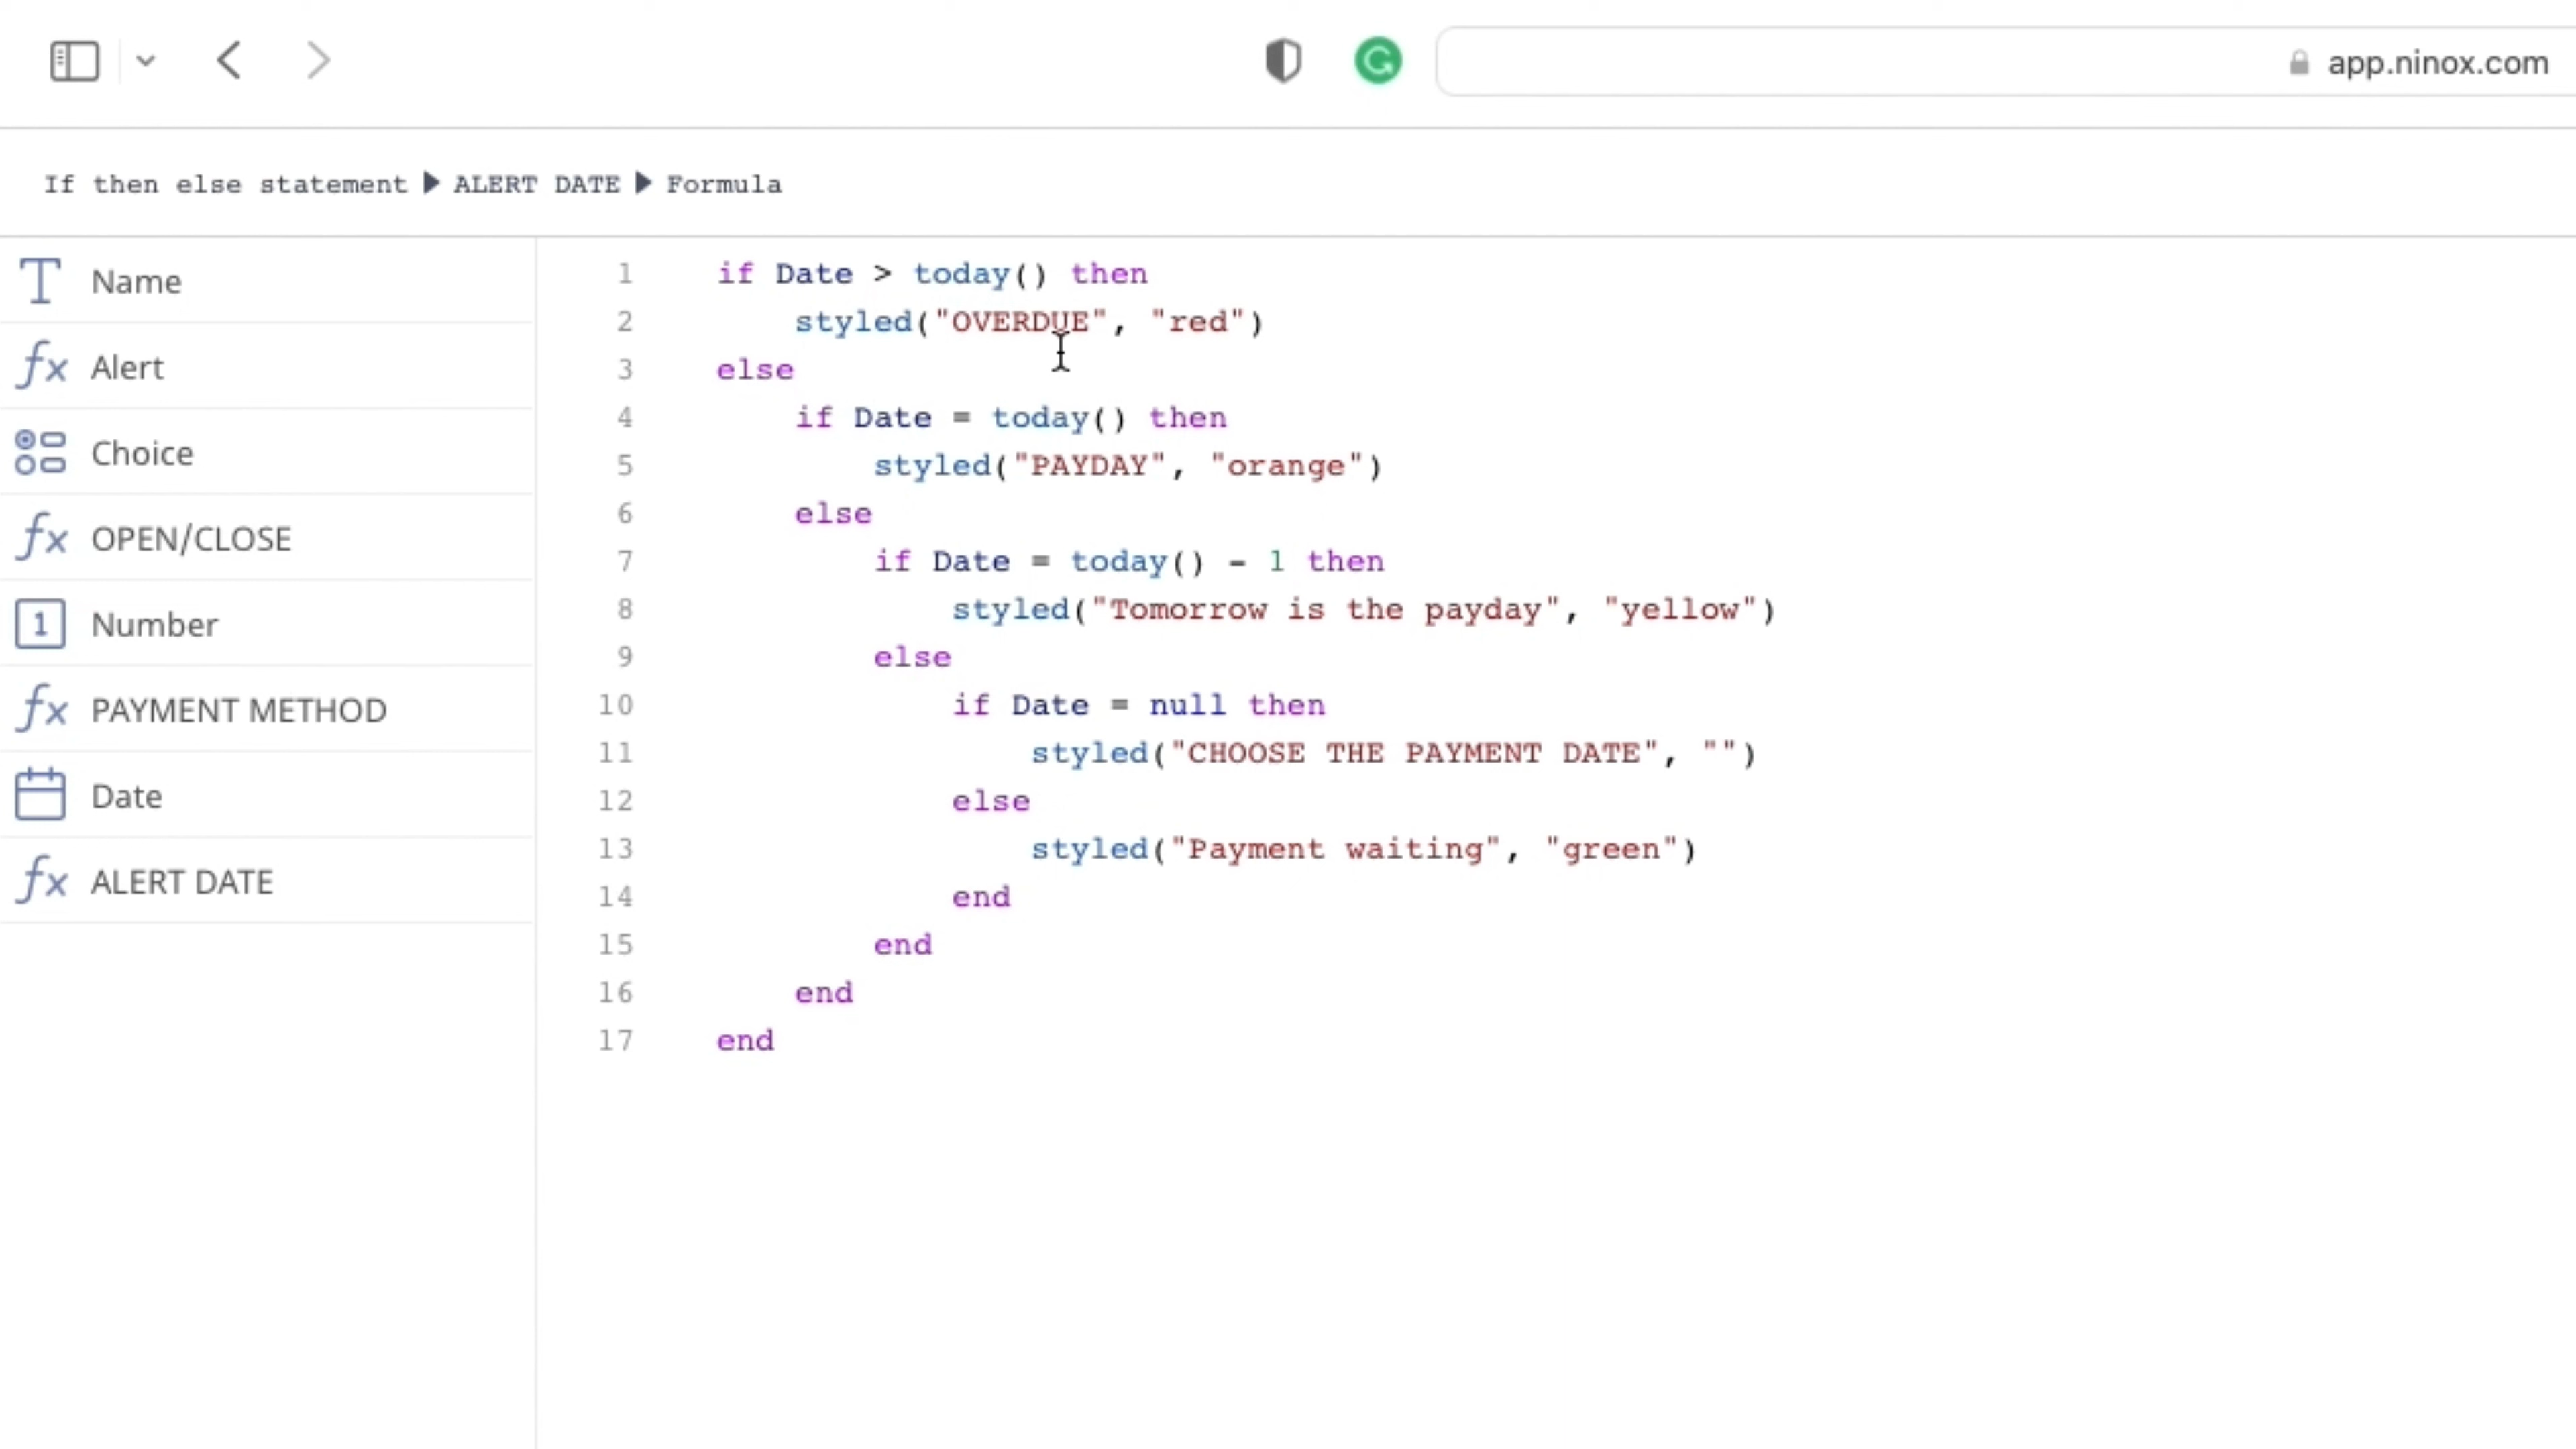 app.ninox.com
If then else statement ▶ ALERT DATE ▶ Formula
Name
Alert
Choice
OPEN/CLOSE
1 Number
PAYMENT METHOD
Date
ALERT DATE
1 if Date > today() then
2 styled("OVERDUE", "red")
3 else
4 if Date = today() then
5 styled("PAYDAY", "orange")
6 else
7 if Date = today() - 1 then
8 styled("Tomorrow is the payday", "yellow")
9 else
10 if Date = null then
11 styled("CHOOSE THE PAYMENT DATE", "")
12 else
13 styled("Payment waiting", "green")
14 end
15 end
16 end
17 end